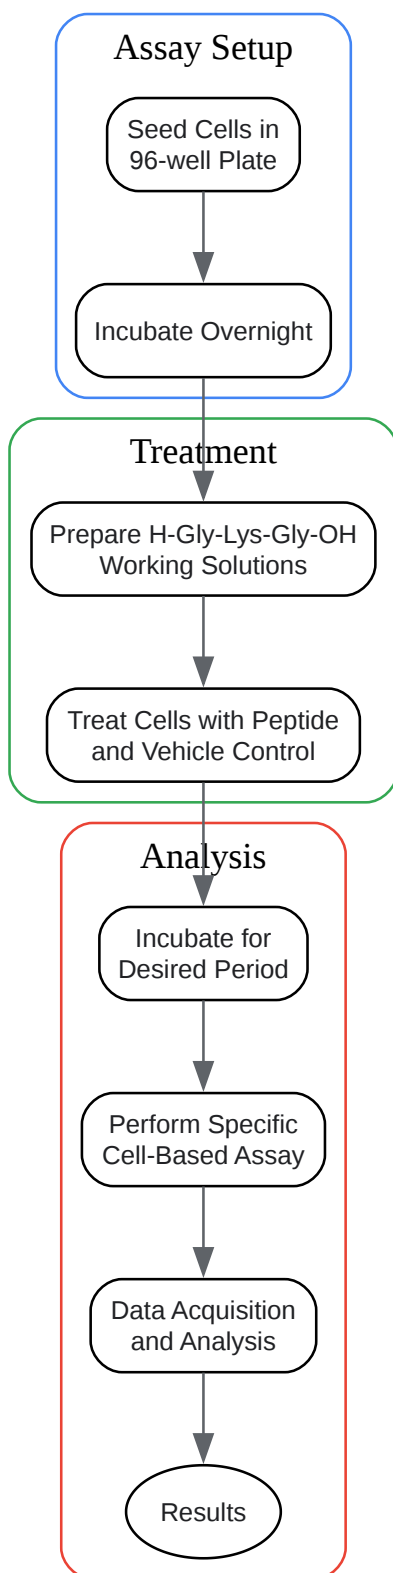 Assay Setup
Seed Cells in
96-well Plate
Incubate Overnight
Treatment
Prepare H-Gly-Lys-Gly-OH
Working Solutions
Treat Cells with Peptide
and Vehicle Control
Analysis
Incubate for
Desired Period
Perform Specific
Cell-Based Assay
Data Acquisition
and Analysis
Results